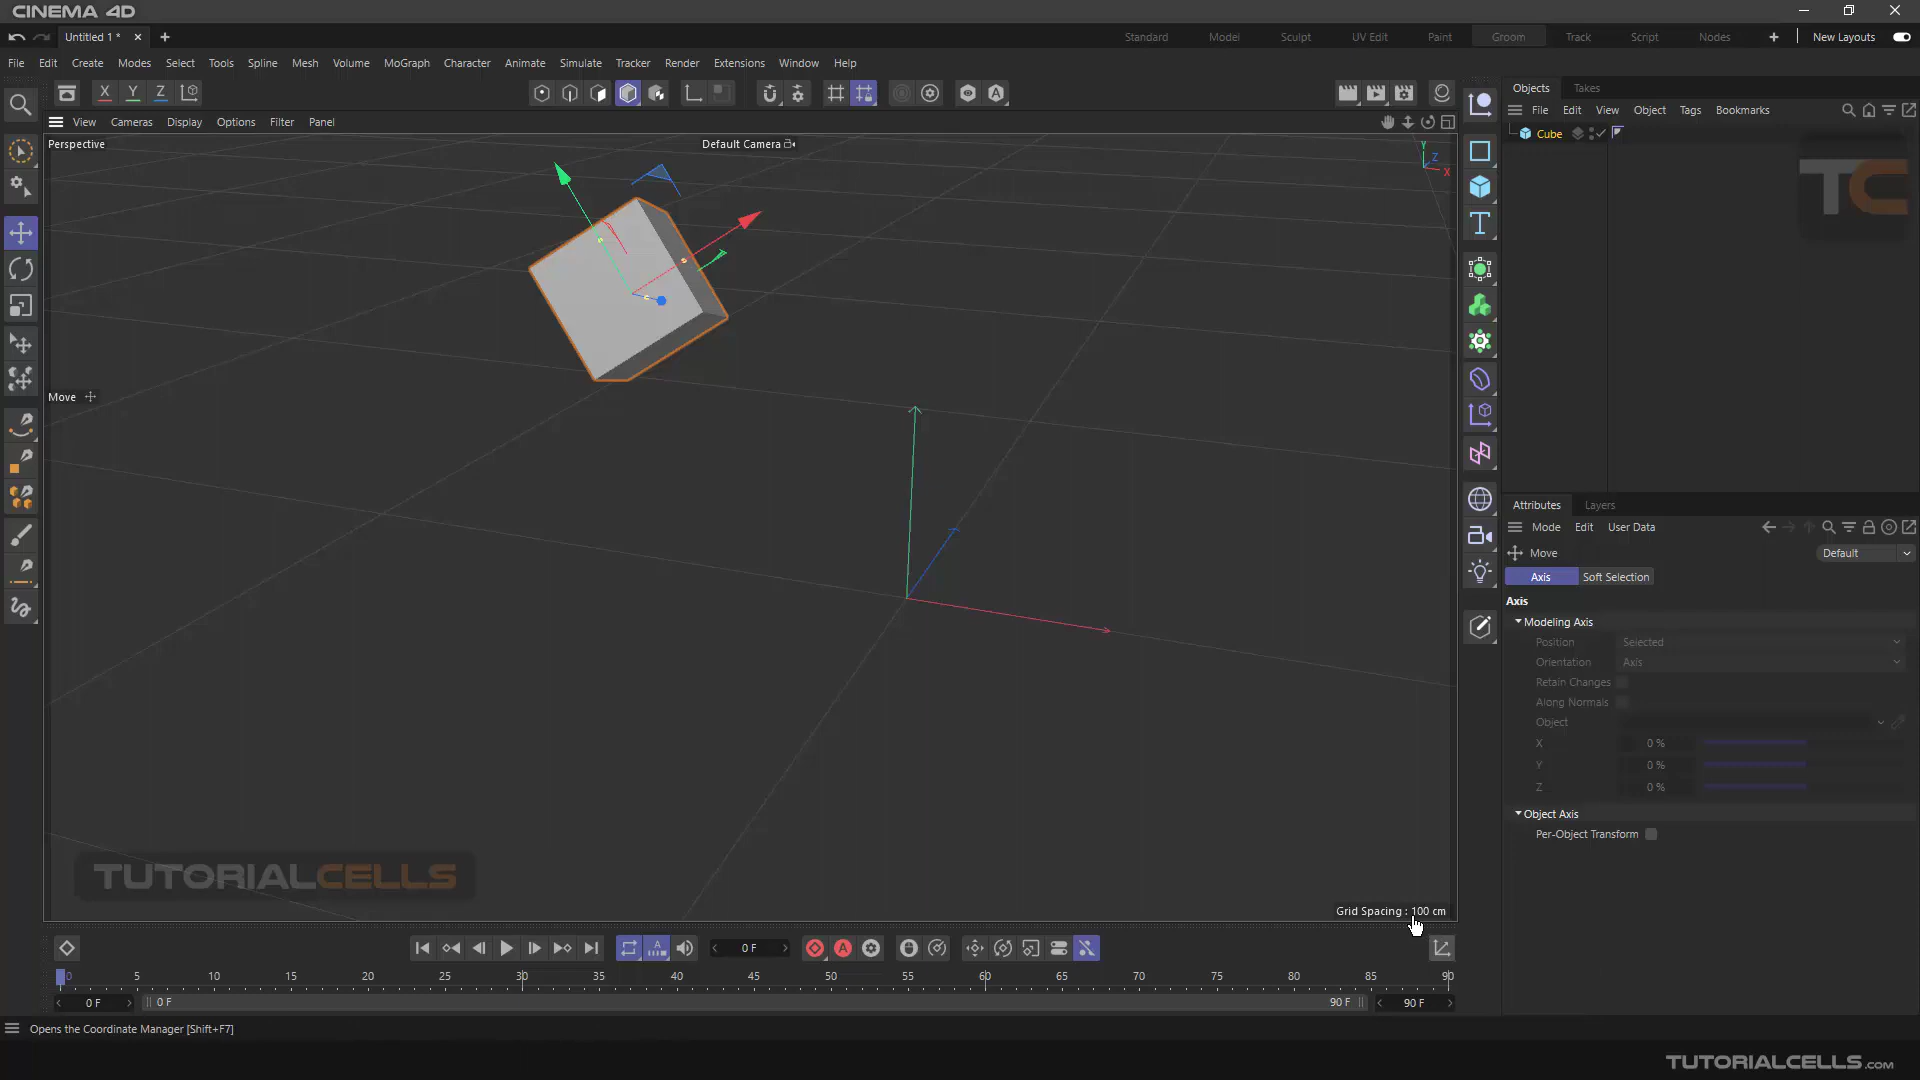 CINEMA 4D
Untitled 1 *
Standard Model Sculpt UV Edit Paint Groom Track Script Nodes New Layouts
File Edit Create Modes Select Tools Spline Mesh Volume MoGraph Character Animate Simulate Tracker Render Extensions Window Help
X Y Z
View Cameras Display Options Filter Panel
Perspective
Default Camera
Y
Z
X
Move
Objects Takes
File Edit View Object Tags Bookmarks
Cube
TC
Attributes Layers
Mode Edit User Data
Move
Default
Axis Soft Selection
Axis
Modeling Axis
Position Selected
Orientation Axis
Retain Changes
Along Normals
Object
X 0 %
Y 0 %
Z 0 %
Object Axis
Per-Object Transform
TUTORIALCELLS
Grid Spacing : 100 cm
0 F
0 5 10 15 20 25 30 35 40 45 50 55 60 65 70 75 80 85 90
0 F 0 F 90 F 90 F
Opens the Coordinate Manager [Shift+F7]
TUTORIALCELLS.COM